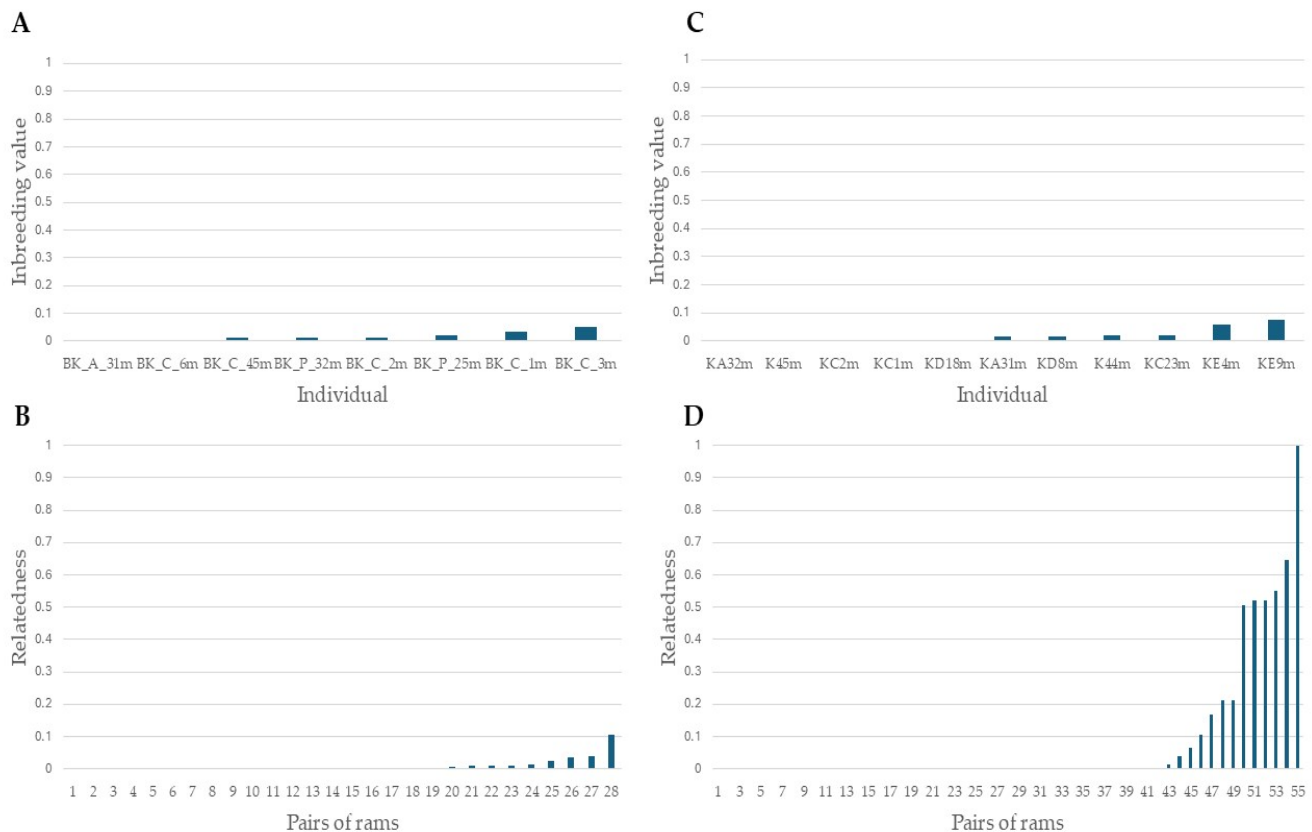 A
1
0.9
0.8
0.7
0.6
0.5
0.4
0.3
0.2
0.1
0
Inbreeding value
BK_A_31m BK_C_6m BK_C_45m BK_P_32m BK_C_2m BK_P_25m BK_C_1m BK_C_3m
Individual
C
1
0.9
0.8
0.7
0.6
0.5
0.4
0.3
0.2
0.1
0
Inbreeding value
KA32m K45m KC2m KC1m KD18m KA31m KD8m K44m KC23m KE4m KE9m
Individual
B
1
0.9
0.8
0.7
0.6
0.5
0.4
0.3
0.2
0.1
0
Relatedness
1 2 3 4 5 6 7 8 9 10 11 12 13 14 15 16 17 18 19 20 21 22 23 24 25 26 27 28
Pairs of rams
D
1
0.9
0.8
0.7
0.6
0.5
0.4
0.3
0.2
0.1
0
Relatedness
1 3 5 7 9 11 13 15 17 19 21 23 25 27 29 31 33 35 37 39 41 43 45 47 49 51 53 55
Pairs of rams